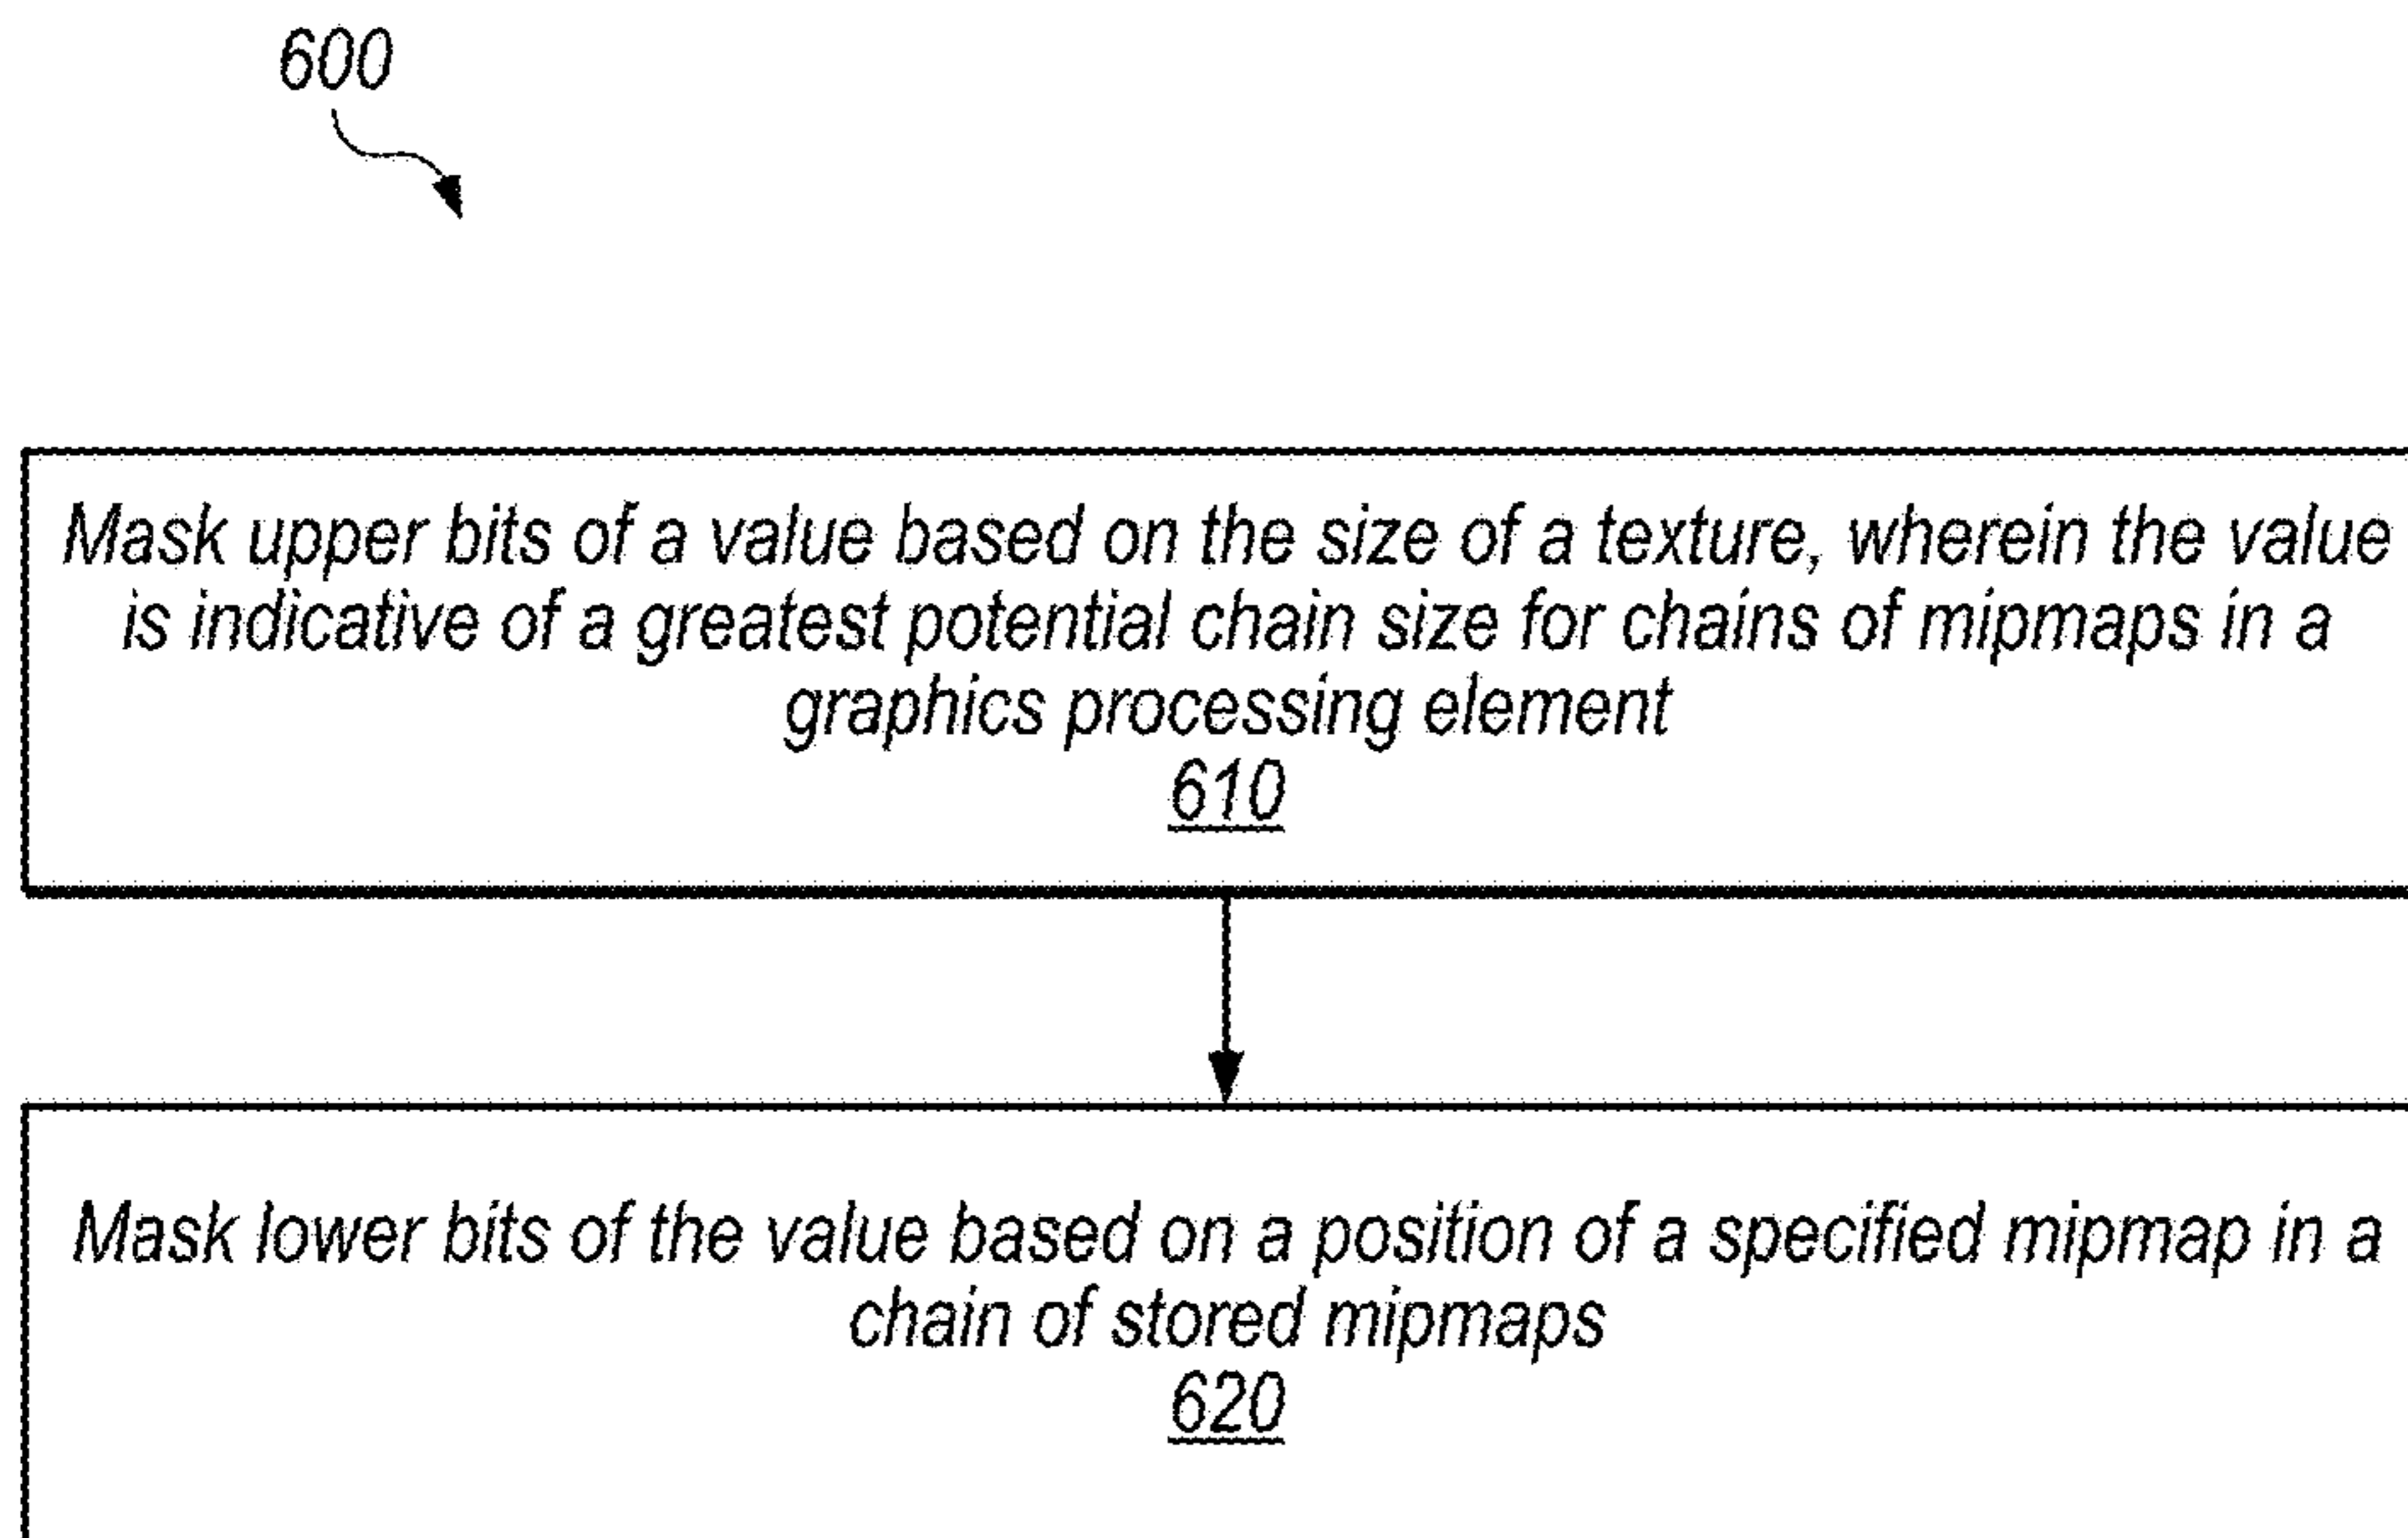 600
Mask upper bits of a value based on the size of a texture, wherein the value
is indicative of a greatest potential chain size for chains of mipmaps in a
graphics processing element
610
Mask lower bits of the value based on a position of a specified mipmap in a
chain of stored mipmaps
620